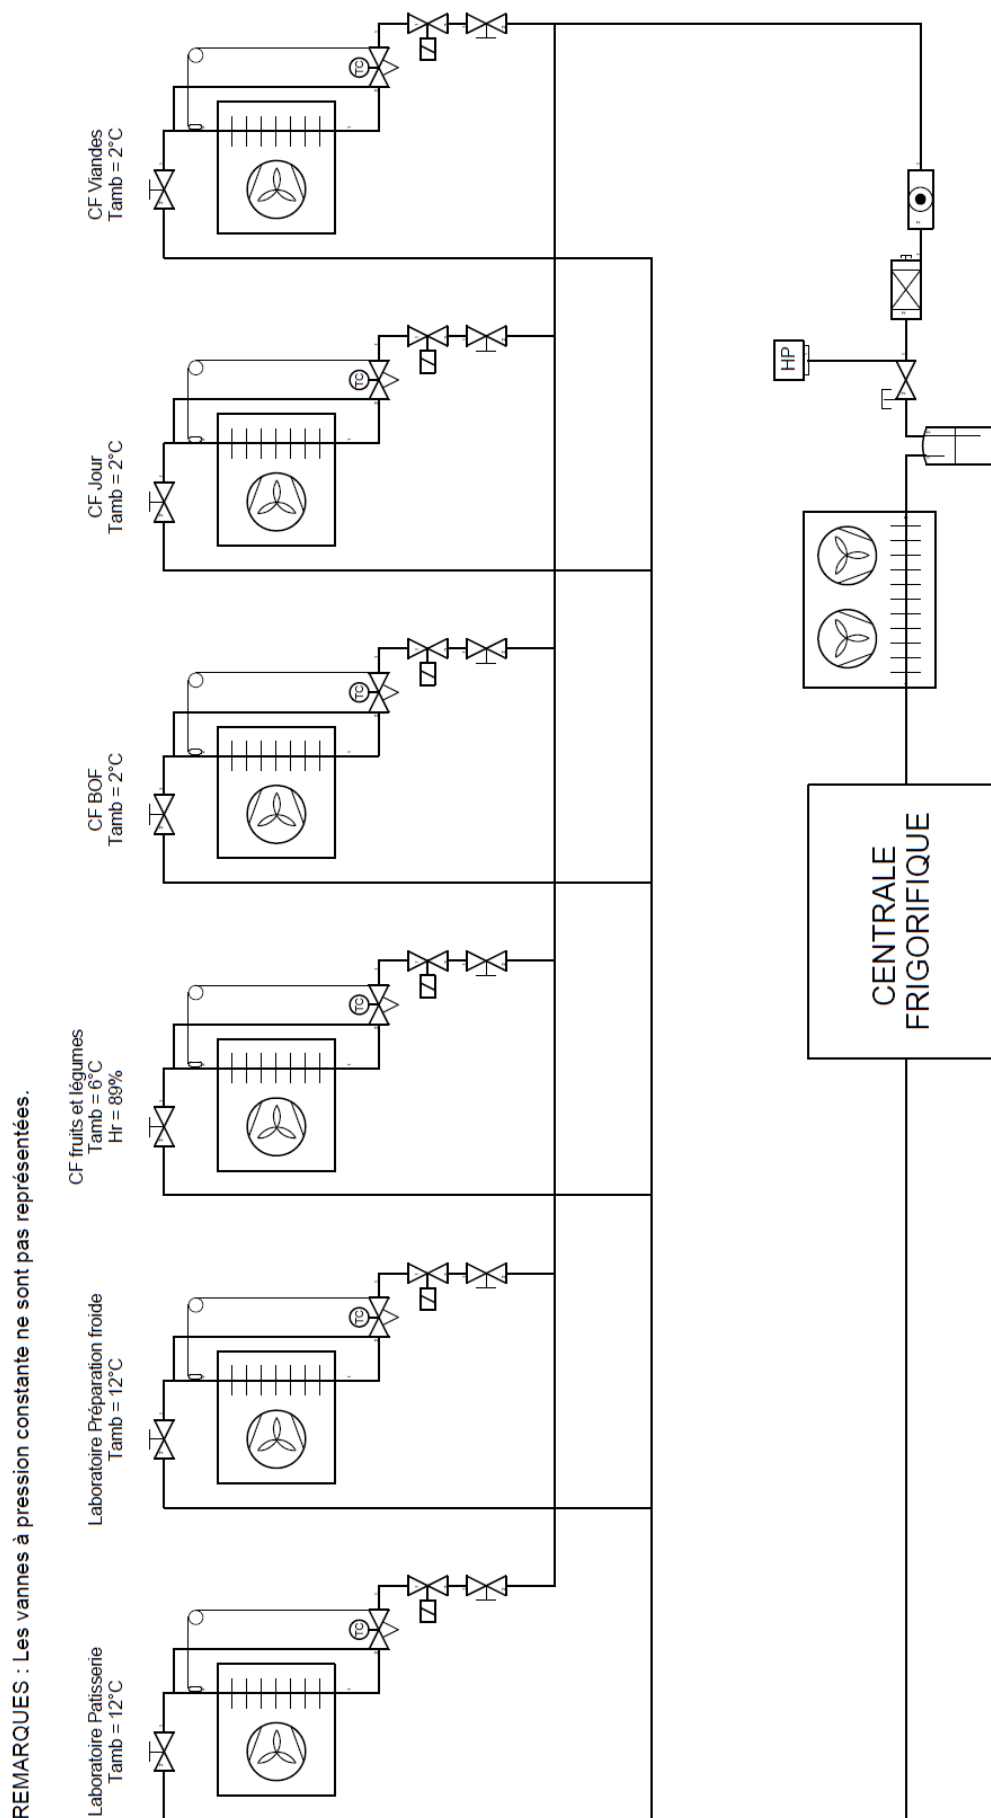 REMARQUES : Les vannes à pression constante ne sont pas représentées.
CF Viandes
Tamb = 2°C
TC
CF Jour
Tamb = 2°C
TC
CF BOF
Tamb = 2°C
TC
CF fruits et légumes
Tamb = 6°C
Hr = 89%
TC
Laboratoire Préparation froide
Tamb = 12°C
TC
Laboratoire Patisserie
Tamb = 12°C
TC
HP
CENTRALE
FRIGORIFIQUE